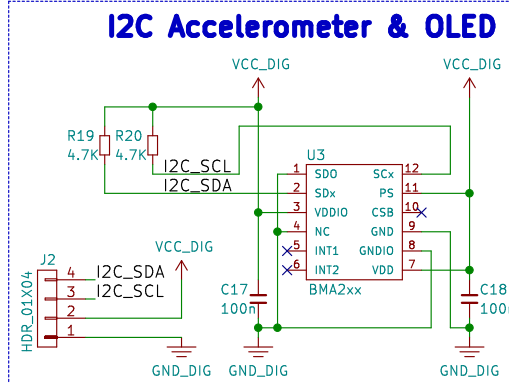 I2C Accelerometer & OLED
VCC_DIG
VCC_DIG
R19
4.7K
R20
4.7K
I2C_SCL
I2C_SDA
U3
1 SDO SCx 12
2 SDx PS 11
3 VDDIO CSB 10
4 NC GND 9
5 INT1 GNDIO 8
6 INT2 VDD 7
BMA2xx
J2
HDR_01X04
4 I2C_SDA
3 I2C_SCL
2
1
VCC_DIG
C17
100n
C18
100n
GND_DIG
GND_DIG
GND_DIG